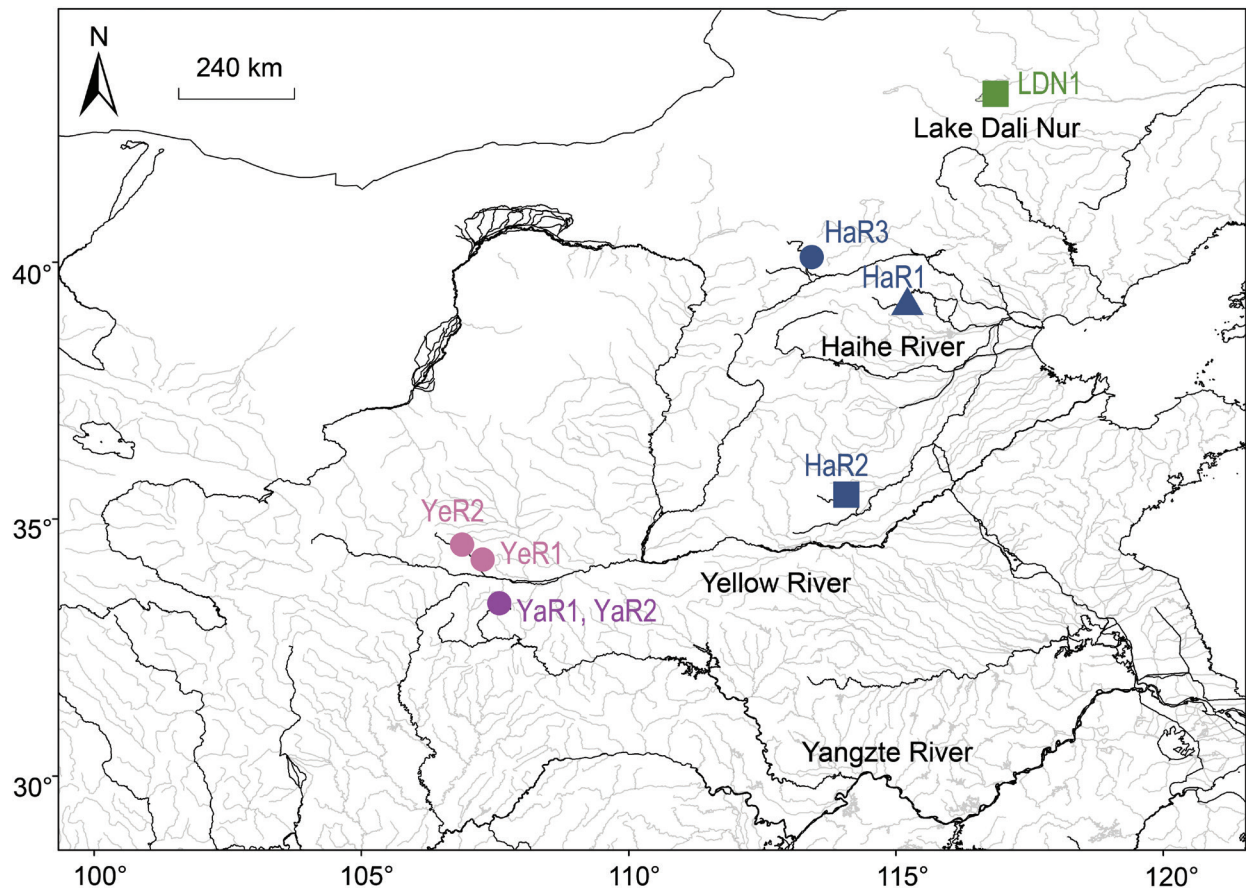 N
240 km
LDN1
Lake Dali Nur
HaR3
40°
HaR1
Haihe River
HaR2
35°
YeR2
YeR1
Yellow River
YaR1, YaR2
Yangzte River
30°
100°
105°
110°
115°
120°